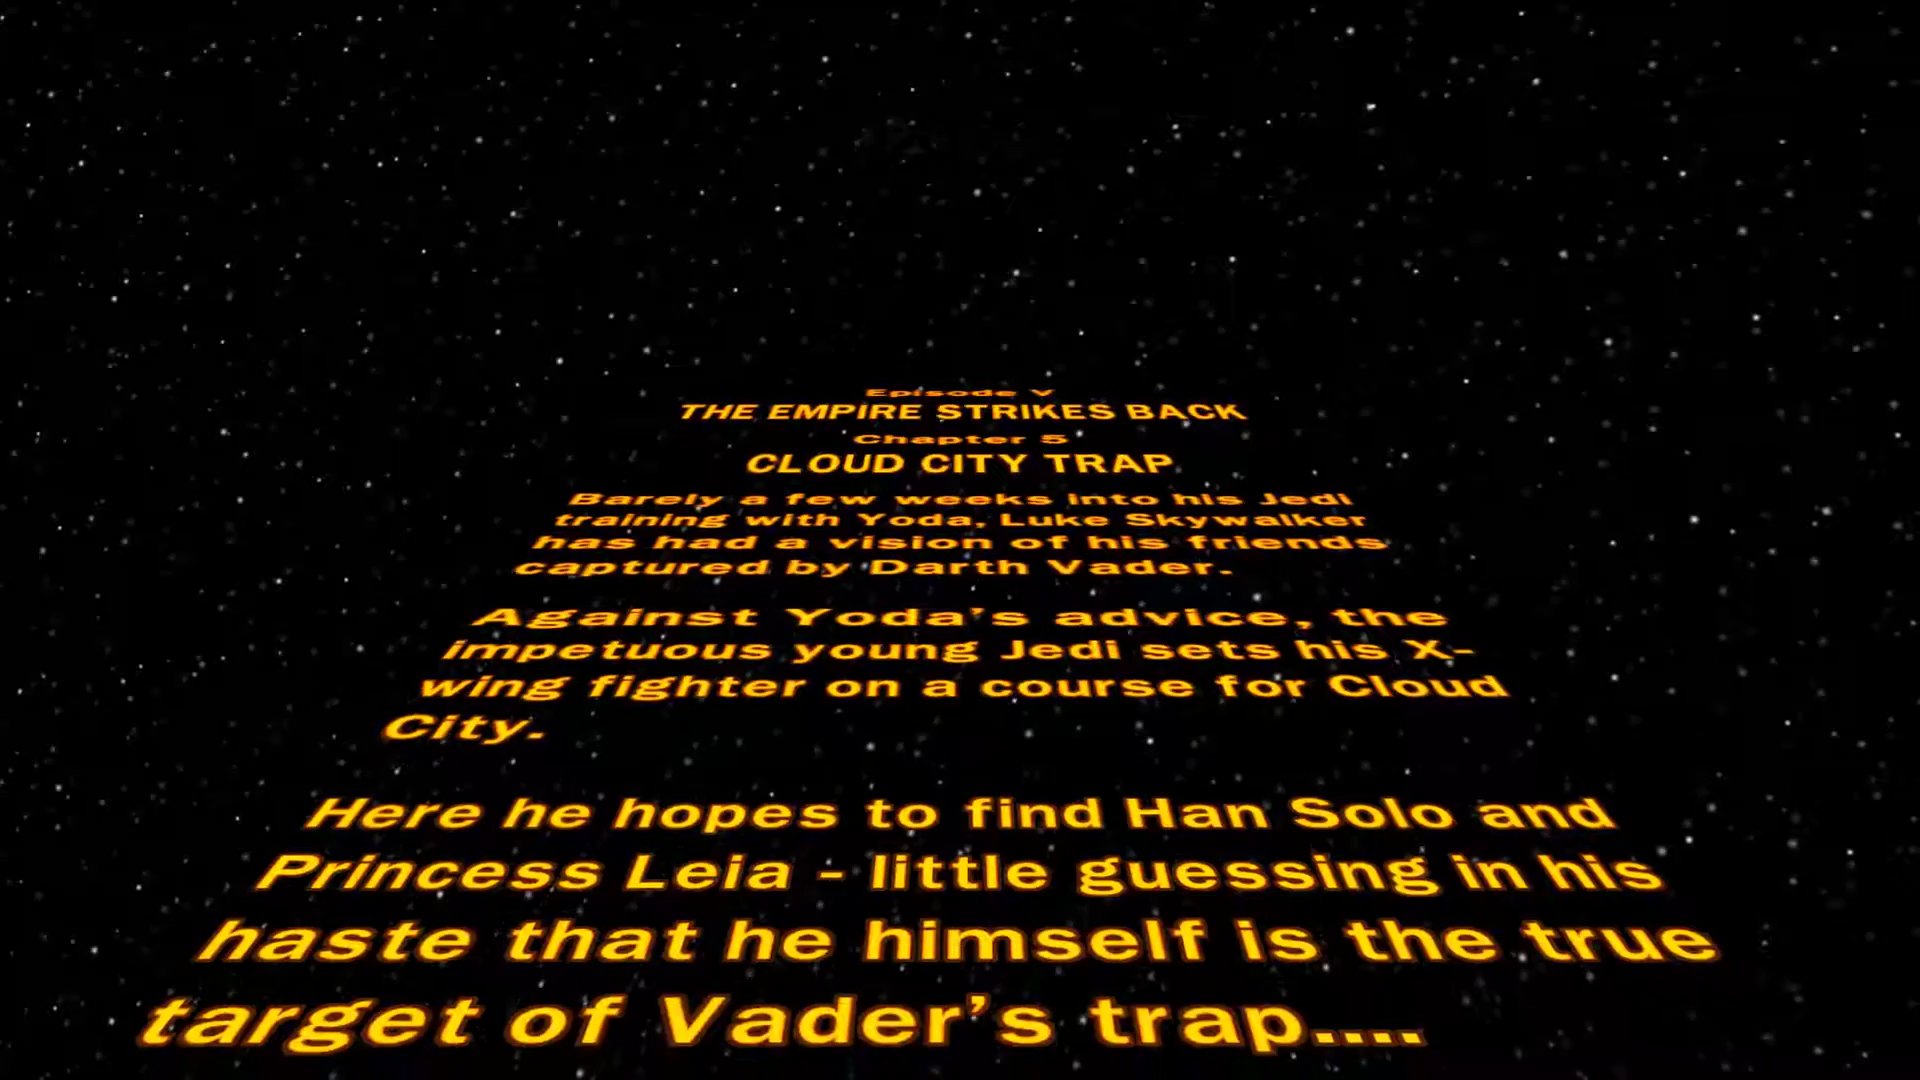 Episode V
THE EMPIRE STRIKES BACK
Chapter 5
CLOUD CITY TRAP
Barely a few weeks into his Jedi
training with Yoda, Luke Skywalker
has had a vision of his friends
captured by Darth Vader.
Against Yoda’s advice, the
impetuous young Jedi sets his X-
wing fighter on a course for Cloud
City.
Here he hopes to find Han Solo and
Princess Leia - little guessing in his
haste that he himself is the true
target of Vader’s trap....